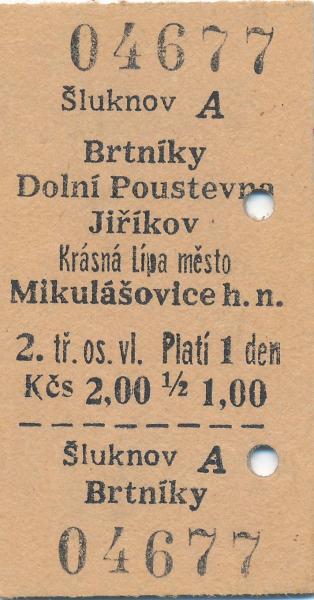 04677
Šluknov A
Brtníky
Dolní Poustevna
Jiříkov
Krásná Lípa město
Mikulášovice h. n.
2. tř. os. vl. Platí 1 den
Kčs 2,00 ½ 1,00
Šluknov A
Brtníky
04677